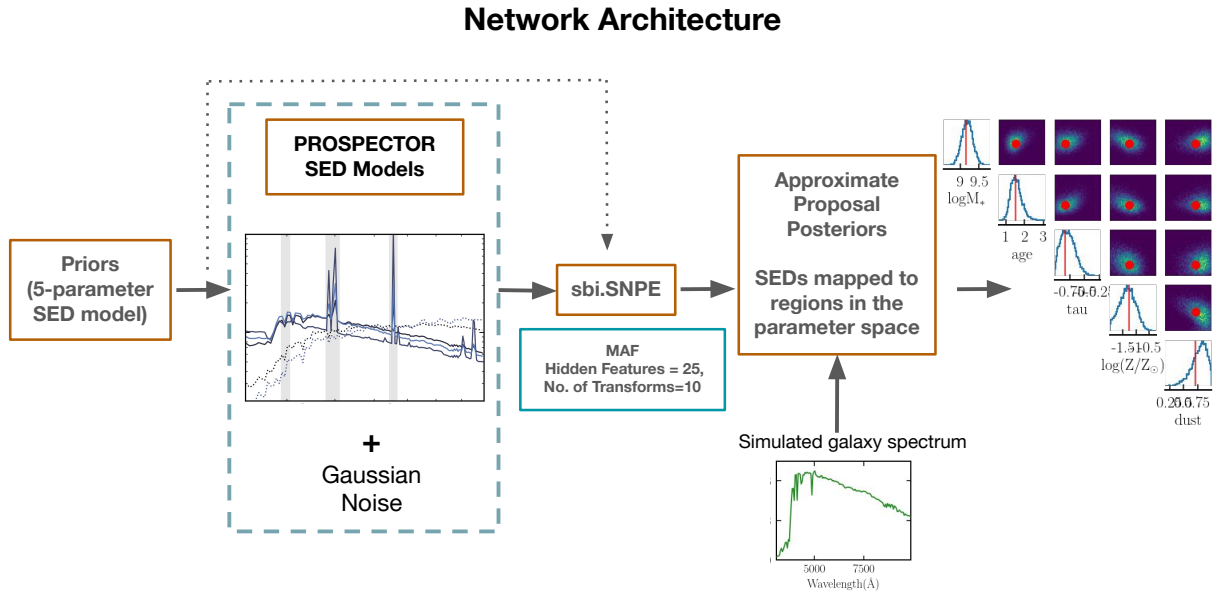 Network Architecture
Priors
(5-parameter
SED model)
PROSPECTOR
SED Models
+
Gaussian
Noise
sbi.SNPE
MAF
Hidden Features = 25,
No. of Transforms=10
Approximate
Proposal
Posteriors
SEDs mapped to
regions in the
parameter space
Simulated galaxy spectrum
5000 7500
Wavelength(Å)
9 9.5
logM*
1 2 3
age
tau
log(Z/Z☉)
dust